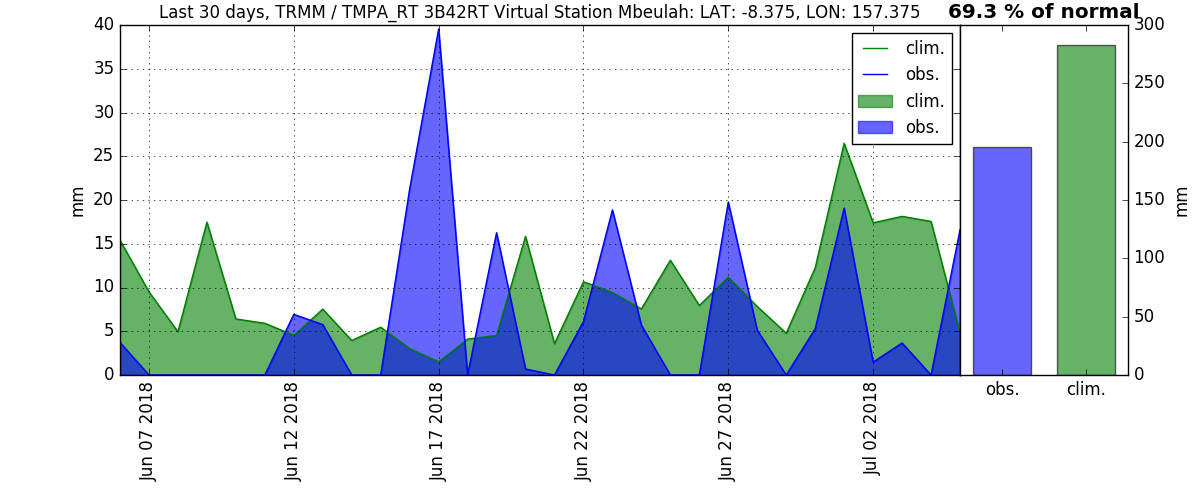 Last 30 days, TRMM / TMPA_RT 3B42RT Virtual Station Mbeulah: LAT: -8.375, LON: 157.375
69.3 % of normal
40
35
30
25
20
15
10
5
0
mm
clim.
obs.
clim.
obs.
Jun 07 2018
Jun 12 2018
Jun 17 2018
Jun 22 2018
Jun 27 2018
Jul 02 2018
300
250
200
150
100
50
0
mm
obs.
clim.